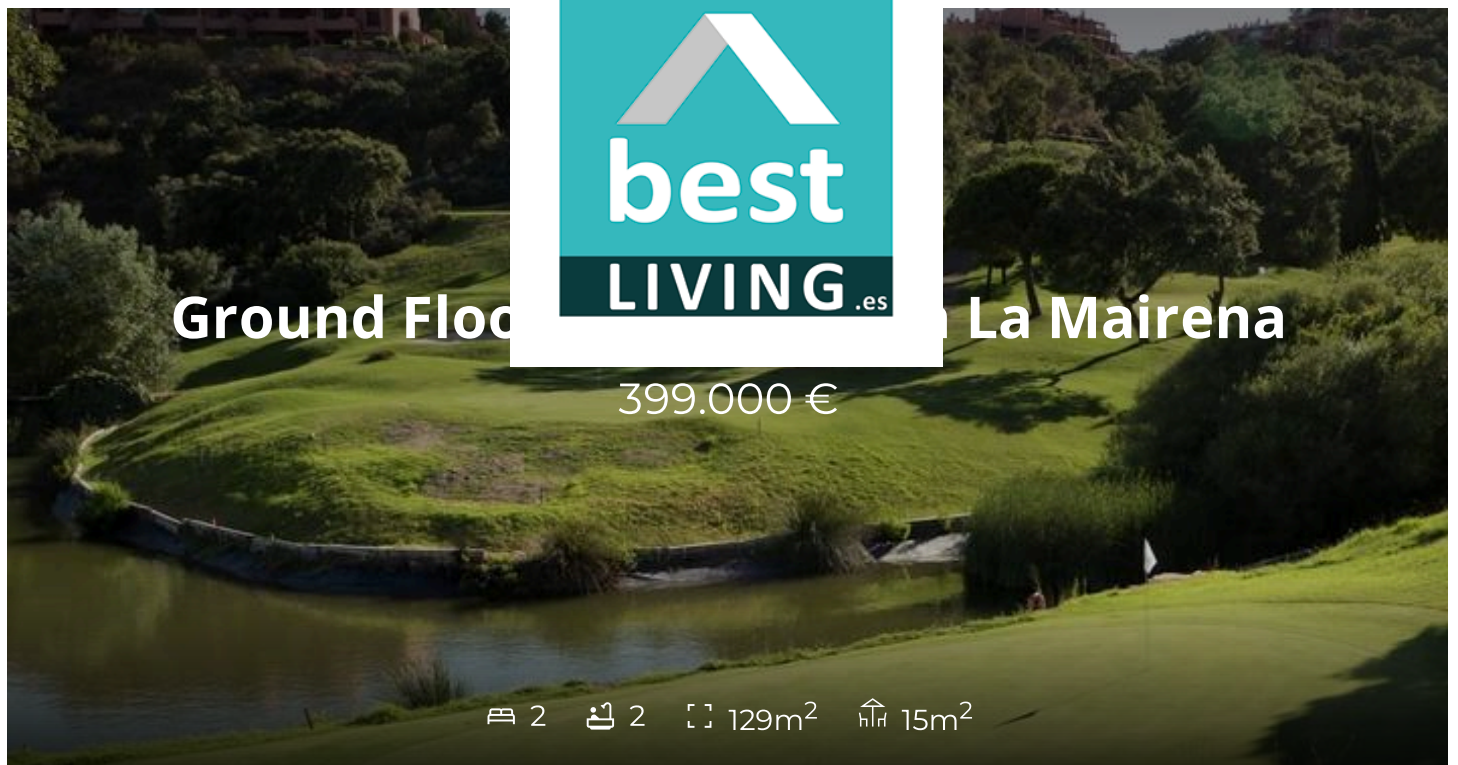 best
LIVING.es
Ground Floo La Mairena
399.000 €
2 2 129m² 15m²